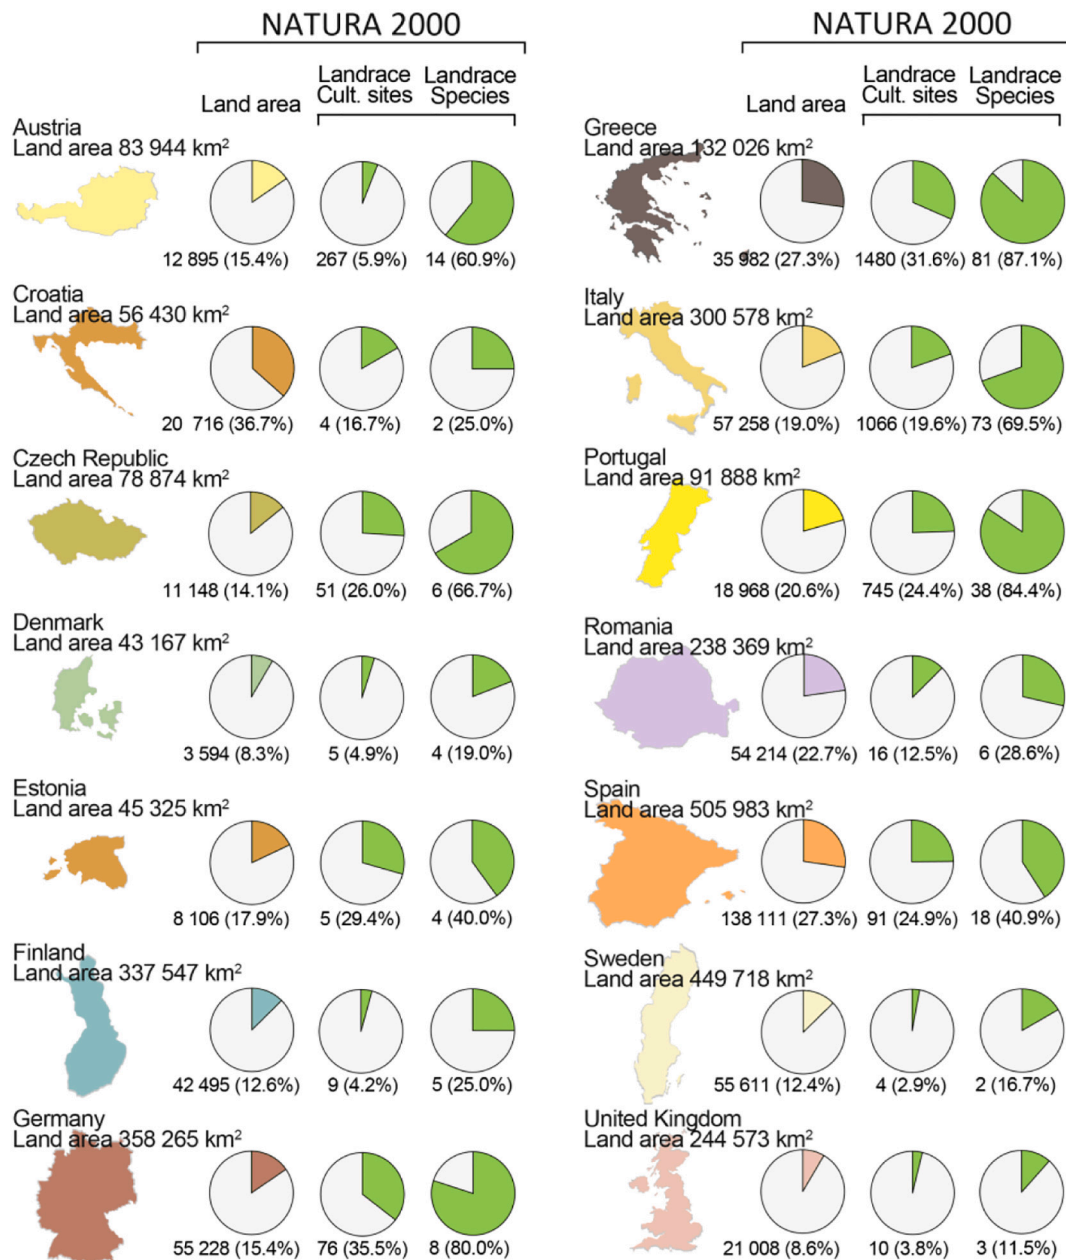 NATURA 2000
Land area
Landrace
Cult. sites
Landrace
Species
Austria
Land area 83 944 km²
12 895 (15.4%) 267 (5.9%) 14 (60.9%)
Croatia
Land area 56 430 km²
20 716 (36.7%) 4 (16.7%) 2 (25.0%)
Czech Republic
Land area 78 874 km²
11 148 (14.1%) 51 (26.0%) 6 (66.7%)
Denmark
Land area 43 167 km²
3 594 (8.3%) 5 (4.9%) 4 (19.0%)
Estonia
Land area 45 325 km²
8 106 (17.9%) 5 (29.4%) 4 (40.0%)
Finland
Land area 337 547 km²
42 495 (12.6%) 9 (4.2%) 5 (25.0%)
Germany
Land area 358 265 km²
55 228 (15.4%) 76 (35.5%) 8 (80.0%)
NATURA 2000
Land area
Landrace
Cult. sites
Landrace
Species
Greece
Land area 132 026 km²
35 982 (27.3%) 1480 (31.6%) 81 (87.1%)
Italy
Land area 300 578 km²
57 258 (19.0%) 1066 (19.6%) 73 (69.5%)
Portugal
Land area 91 888 km²
18 968 (20.6%) 745 (24.4%) 38 (84.4%)
Romania
Land area 238 369 km²
54 214 (22.7%) 16 (12.5%) 6 (28.6%)
Spain
Land area 505 983 km²
138 111 (27.3%) 91 (24.9%) 18 (40.9%)
Sweden
Land area 449 718 km²
55 611 (12.4%) 4 (2.9%) 2 (16.7%)
United Kingdom
Land area 244 573 km²
21 008 (8.6%) 10 (3.8%) 3 (11.5%)